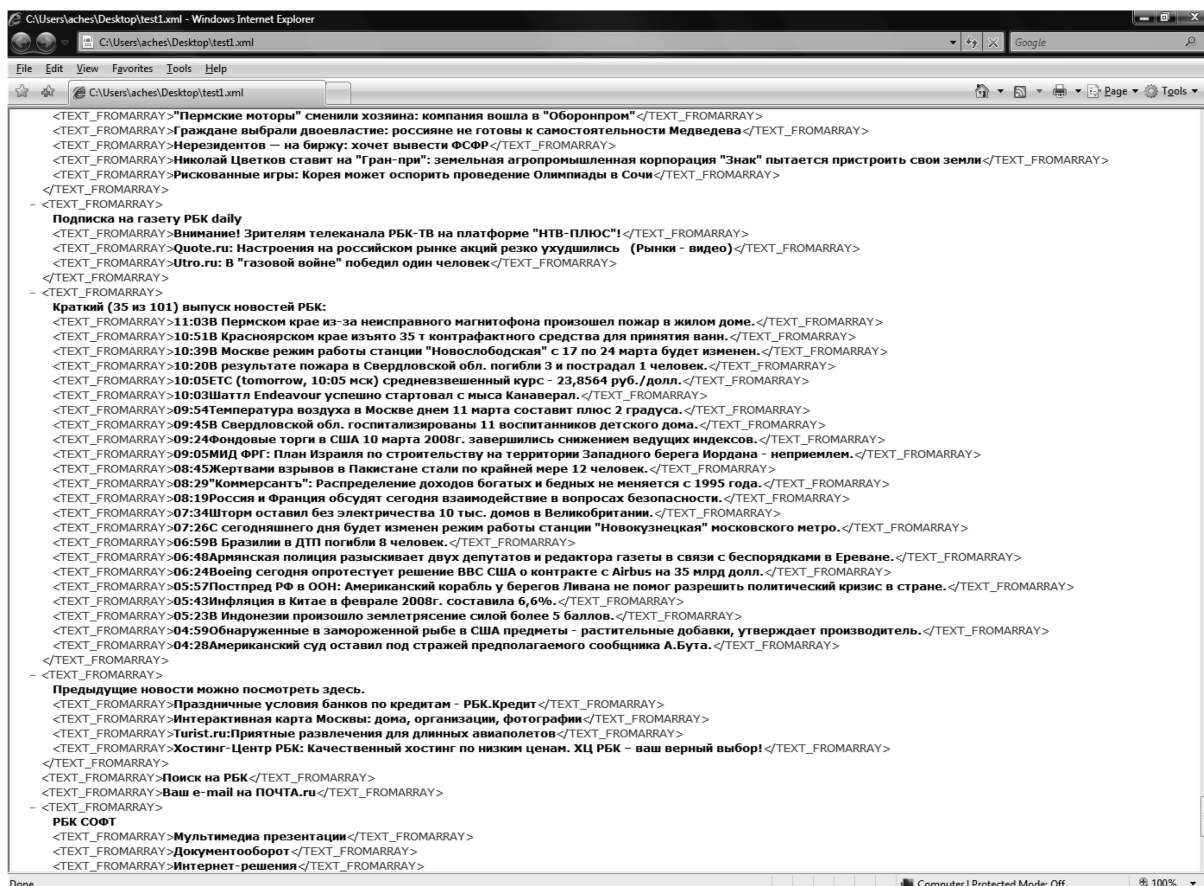 C:\Users\aches\Desktop\test1.xml - Windows Internet Explorer
C:\Users\aches\Desktop\test1.xml
Google
File Edit View Favorites Tools Help
C:\Users\aches\Desktop\test1.xml
Page Tools
<TEXT_FROMARRAY>"Пермские моторы" сменили хозяина: компания вошла в "Оборонпром"</TEXT_FROMARRAY>
<TEXT_FROMARRAY>Граждане выбрали двоевластие: россияне не готовы к самостоятельности Медведева</TEXT_FROMARRAY>
<TEXT_FROMARRAY>Нерезидентов — на биржу: хочет вывести ФСФР</TEXT_FROMARRAY>
<TEXT_FROMARRAY>Николай Цветков ставит на "Гран-при": земельная агропромышленная корпорация "Знак" пытается пристроить свои земли</TEXT_FROMARRAY>
<TEXT_FROMARRAY>Рискованные игры: Корея может оспорить проведение Олимпиады в Сочи</TEXT_FROMARRAY>
</TEXT_FROMARRAY>
- <TEXT_FROMARRAY>
Подписка на газету РБК daily
<TEXT_FROMARRAY>Внимание! Зрителям телеканала РБК-ТВ на платформе "НТВ-ПЛЮС"!</TEXT_FROMARRAY>
<TEXT_FROMARRAY>Quote.ru: Настроения на российском рынке акций резко ухудшились (Рынки - видео)</TEXT_FROMARRAY>
<TEXT_FROMARRAY>Utro.ru: В "газовой войне" победил один человек</TEXT_FROMARRAY>
</TEXT_FROMARRAY>
- <TEXT_FROMARRAY>
Краткий (35 из 101) выпуск новостей РБК:
<TEXT_FROMARRAY>11:03В Пермском крае из-за неисправного магнитофона произошел пожар в жилом доме.</TEXT_FROMARRAY>
<TEXT_FROMARRAY>10:51В Красноярском крае изъято 35 т контрафактного средства для принятия ванн.</TEXT_FROMARRAY>
<TEXT_FROMARRAY>10:39В Москве режим работы станции "Новослободская" с 17 по 24 марта будет изменен.</TEXT_FROMARRAY>
<TEXT_FROMARRAY>10:20В результате пожара в Свердловской обл. погибли 3 и пострадал 1 человек.</TEXT_FROMARRAY>
<TEXT_FROMARRAY>10:05ETC (tomorrow, 10:05 мск) средневзвешенный курс - 23,8564 руб./долл.</TEXT_FROMARRAY>
<TEXT_FROMARRAY>10:03Шаттл Endeavour успешно стартовал с мыса Канаверал.</TEXT_FROMARRAY>
<TEXT_FROMARRAY>09:54Температура воздуха в Москве днем 11 марта составит плюс 2 градуса.</TEXT_FROMARRAY>
<TEXT_FROMARRAY>09:45В Свердловской обл. госпитализированы 11 воспитанников детского дома.</TEXT_FROMARRAY>
<TEXT_FROMARRAY>09:24Фондовые торги в США 10 марта 2008г. завершились снижением ведущих индексов.</TEXT_FROMARRAY>
<TEXT_FROMARRAY>09:05МИД ФРГ: План Израиля по строительству на территории Западного берега Иордана - неприемлем.</TEXT_FROMARRAY>
<TEXT_FROMARRAY>08:45Жертвами взрывов в Пакистане стали по крайней мере 12 человек.</TEXT_FROMARRAY>
<TEXT_FROMARRAY>08:29"Коммерсантъ": Распределение доходов богатых и бедных не меняется с 1995 года.</TEXT_FROMARRAY>
<TEXT_FROMARRAY>08:19Россия и Франция обсудят сегодня взаимодействие в вопросах безопасности.</TEXT_FROMARRAY>
<TEXT_FROMARRAY>07:34Шторм оставил без электричества 10 тыс. домов в Великобритании.</TEXT_FROMARRAY>
<TEXT_FROMARRAY>07:26С сегодняшнего дня будет изменен режим работы станции "Новокузнецкая" московского метро.</TEXT_FROMARRAY>
<TEXT_FROMARRAY>06:59В Бразилии в ДТП погибли 8 человек.</TEXT_FROMARRAY>
<TEXT_FROMARRAY>06:48Армянская полиция разыскивает двух депутатов и редактора газеты в связи с беспорядками в Ереване.</TEXT_FROMARRAY>
<TEXT_FROMARRAY>06:24Boeing сегодня опротестует решение ВВС США о контракте с Airbus на 35 млрд долл.</TEXT_FROMARRAY>
<TEXT_FROMARRAY>05:57Постпред РФ в ООН: Американский корабль у берегов Ливана не помог разрешить политический кризис в стране.</TEXT_FROMARRAY>
<TEXT_FROMARRAY>05:43Инфляция в Китае в феврале 2008г. составила 6,6%.</TEXT_FROMARRAY>
<TEXT_FROMARRAY>05:23В Индонезии произошло землетрясение силой более 5 баллов.</TEXT_FROMARRAY>
<TEXT_FROMARRAY>04:59Обнаруженные в замороженной рыбе в США предметы - растительные добавки, утверждает производитель.</TEXT_FROMARRAY>
<TEXT_FROMARRAY>04:28Американский суд оставил под стражей предполагаемого сообщника А.Бута.</TEXT_FROMARRAY>
</TEXT_FROMARRAY>
- <TEXT_FROMARRAY>
Предыдущие новости можно посмотреть здесь.
<TEXT_FROMARRAY>Праздничные условия банков по кредитам - РБК.Кредит</TEXT_FROMARRAY>
<TEXT_FROMARRAY>Интерактивная карта Москвы: дома, организации, фотографии</TEXT_FROMARRAY>
<TEXT_FROMARRAY>Turist.ru:Приятные развлечения для длинных авиаполетов</TEXT_FROMARRAY>
<TEXT_FROMARRAY>Хостинг-Центр РБК: Качественный хостинг по низким ценам. ХЦ РБК – ваш верный выбор!</TEXT_FROMARRAY>
</TEXT_FROMARRAY>
<TEXT_FROMARRAY>Поиск на РБК</TEXT_FROMARRAY>
<TEXT_FROMARRAY>Ваш e-mail на ПОЧТА.ru</TEXT_FROMARRAY>
- <TEXT_FROMARRAY>
РБК СОФТ
<TEXT_FROMARRAY>Мультимедиа презентации</TEXT_FROMARRAY>
<TEXT_FROMARRAY>Документооборот</TEXT_FROMARRAY>
<TEXT_FROMARRAY>Интернет-решения</TEXT_FROMARRAY>
Done
Computer | Protected Mode: Off
100%